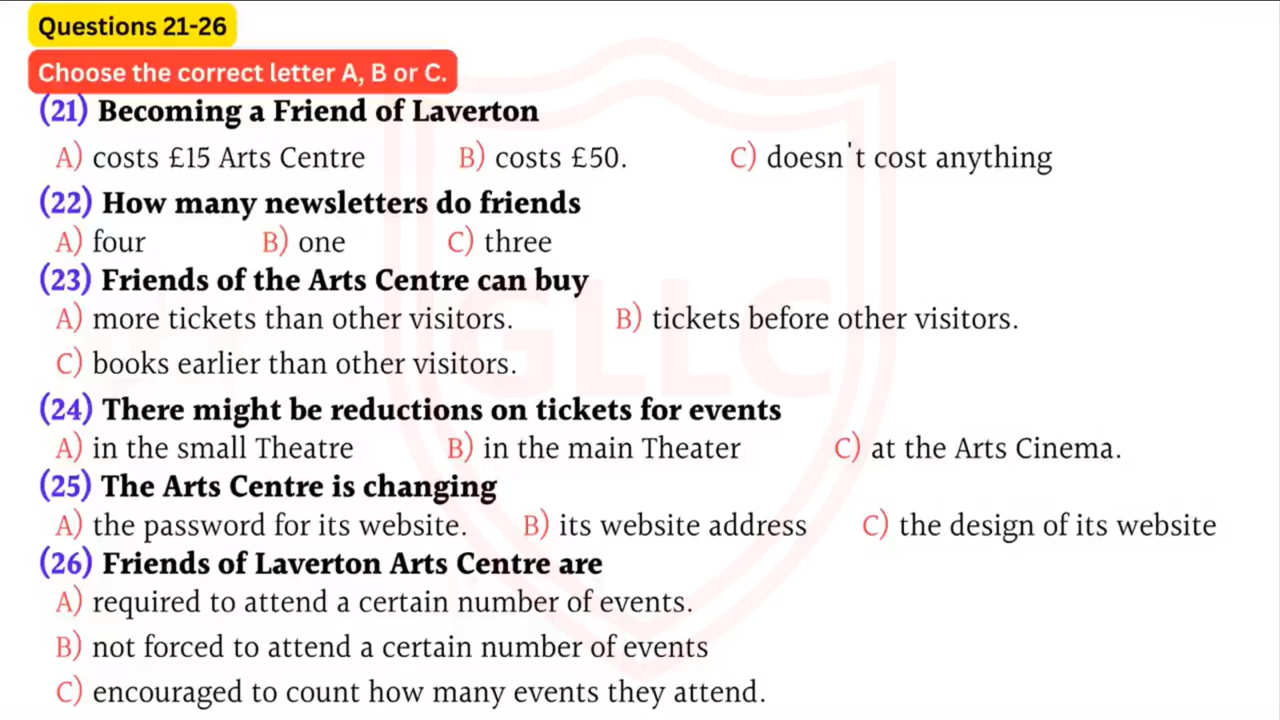 Questions 21-26
Choose the correct letter A, B or C.
(21) Becoming a Friend of Laverton
A) costs £15 Arts Centre B) costs £50. C) doesn't cost anything
(22) How many newsletters do friends
A) four B) one C) three
(23) Friends of the Arts Centre can buy
A) more tickets than other visitors. B) tickets before other visitors.
C) books earlier than other visitors.
(24) There might be reductions on tickets for events
A) in the small Theatre B) in the main Theater C) at the Arts Cinema.
(25) The Arts Centre is changing
A) the password for its website. B) its website address C) the design of its website
(26) Friends of Laverton Arts Centre are
A) required to attend a certain number of events.
B) not forced to attend a certain number of events
C) encouraged to count how many events they attend.
GLLC